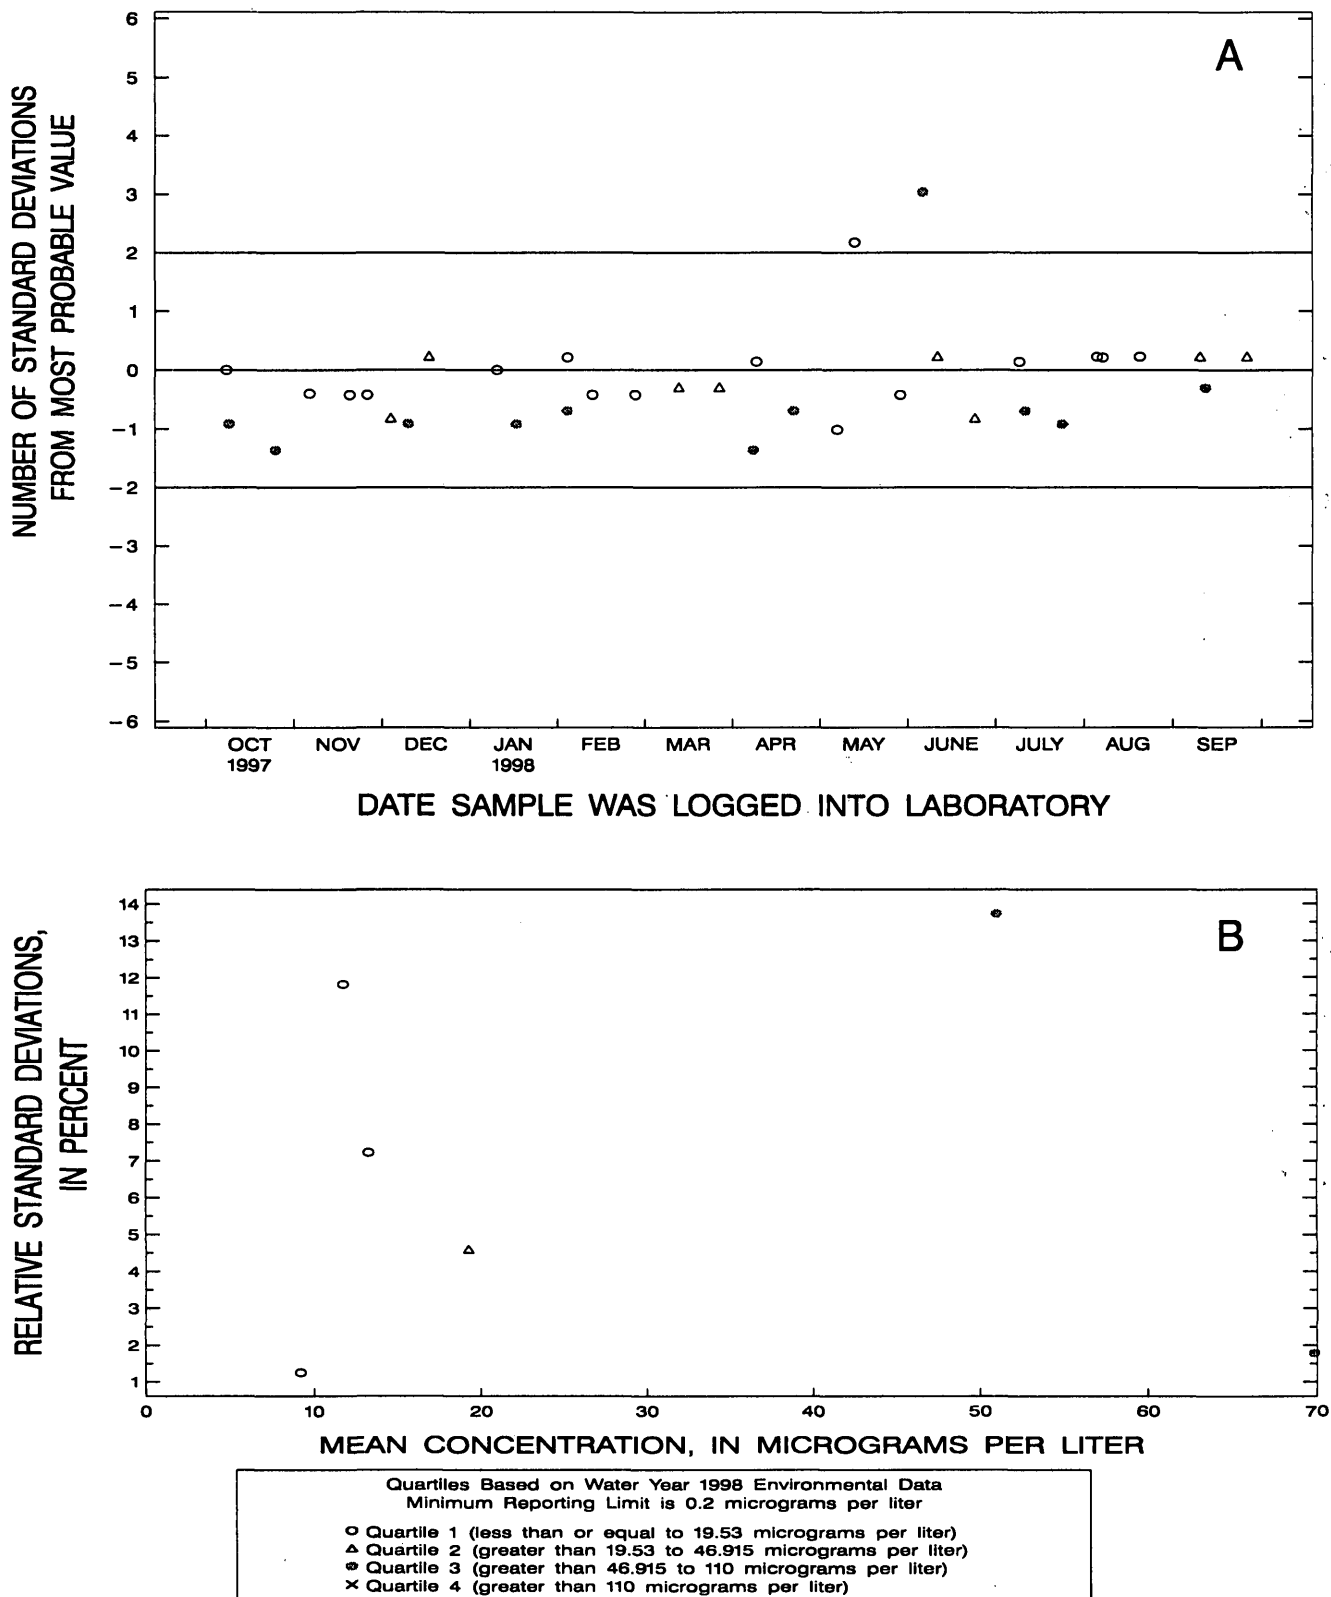 A
NUMBER OF STANDARD DEVIATIONS
FROM MOST PROBABLE VALUE
6
5
4
3
2
1
0
−1
−2
−3
−4
−5
−6
OCT NOV DEC JAN FEB MAR APR MAY JUNE JULY AUG SEP
1997 1998
DATE SAMPLE WAS LOGGED INTO LABORATORY
B
RELATIVE STANDARD DEVIATIONS,
IN PERCENT
14
13
12
11
10
9
8
7
6
5
4
3
2
1
0 10 20 30 40 50 60 70
MEAN CONCENTRATION, IN MICROGRAMS PER LITER
Quartiles Based on Water Year 1998 Environmental Data
Minimum Reporting Limit is 0.2 micrograms per liter
Quartile 1 (less than or equal to 19.53 micrograms per liter)
Quartile 2 (greater than 19.53 to 46.915 micrograms per liter)
Quartile 3 (greater than 46.915 to 110 micrograms per liter)
Quartile 4 (greater than 110 micrograms per liter)